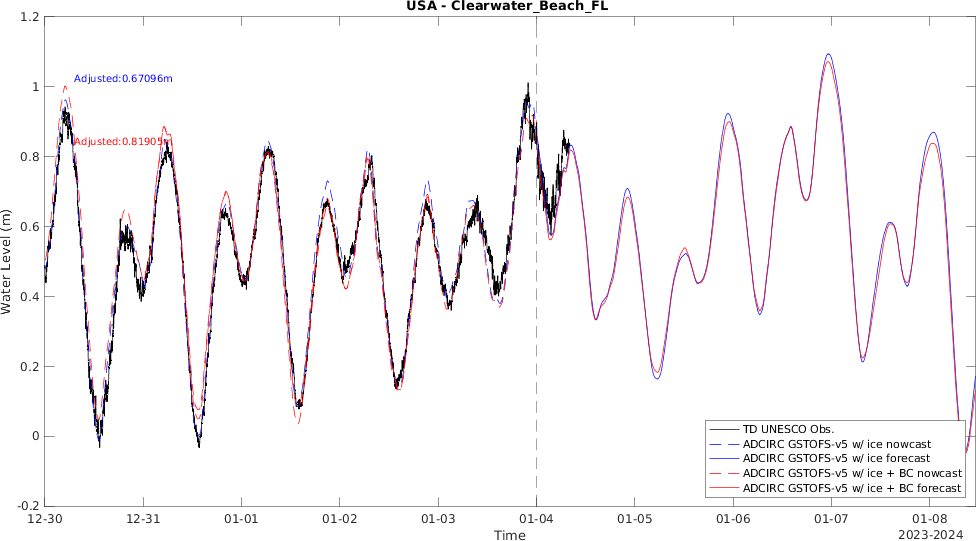 USA - Clearwater_Beach_FL
1.2
1
0.8
0.6
0.4
0.2
0
-0.2
Water Level (m)
Adjusted:0.67096m
Adjusted:0.81905m
TD UNESCO Obs.
ADCIRC GSTOFS-v5 w/ ice nowcast
ADCIRC GSTOFS-v5 w/ ice forecast
ADCIRC GSTOFS-v5 w/ ice + BC nowcast
ADCIRC GSTOFS-v5 w/ ice + BC forecast
12-30 12-31 01-01 01-02 01-03 01-04 01-05 01-06 01-07 01-08
Time
2023-2024